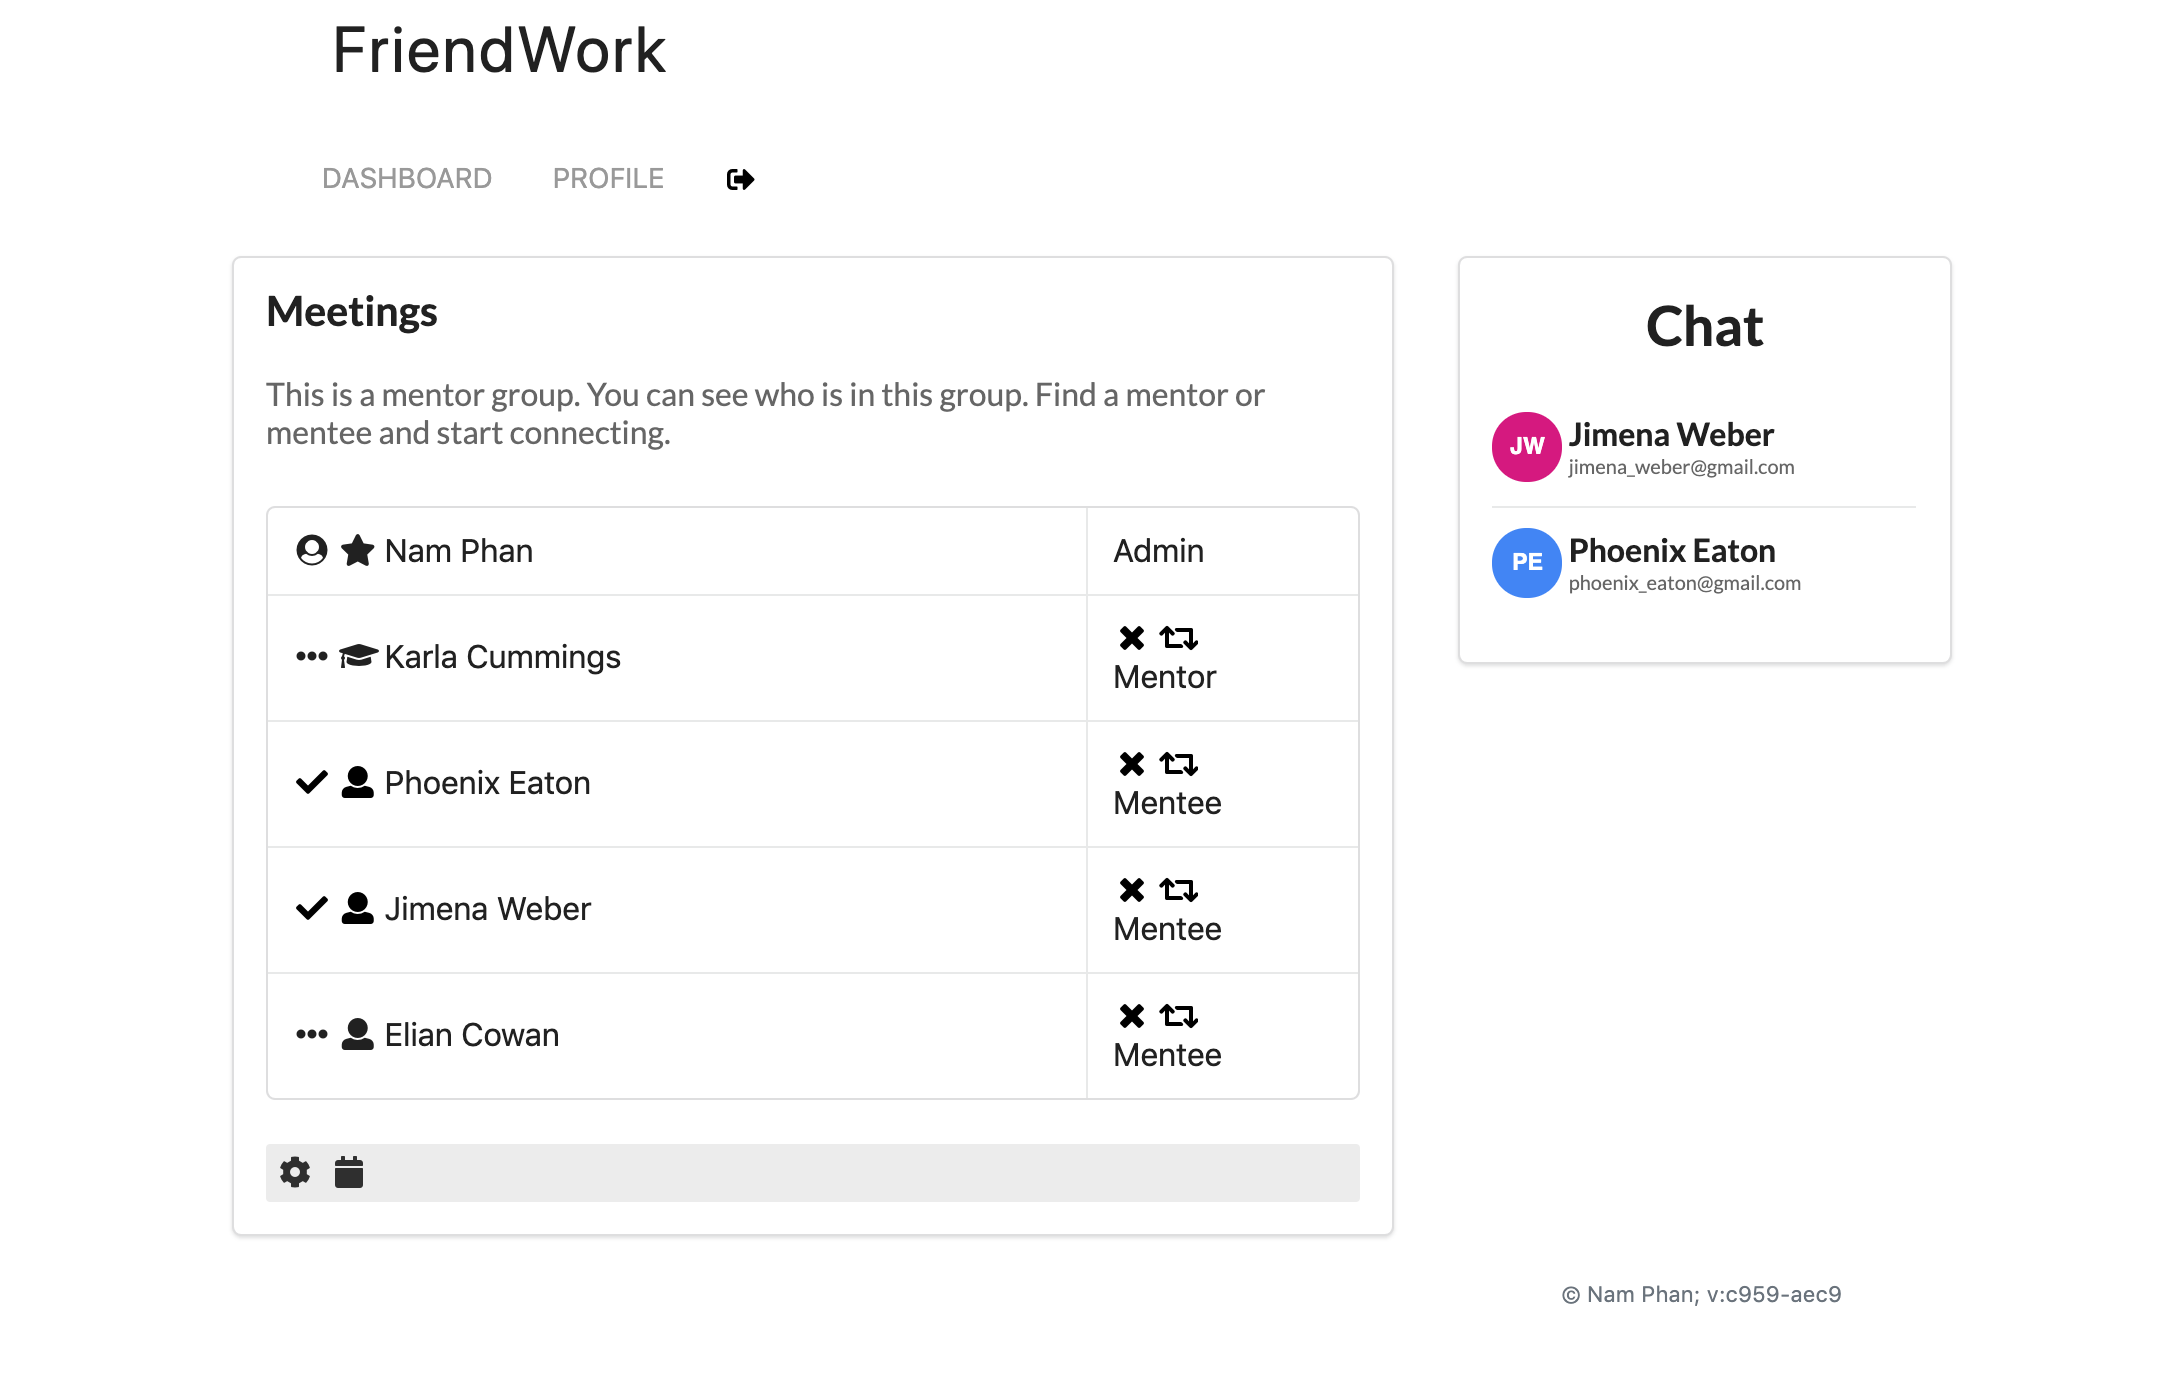 FriendWork
DASHBOARD PROFILE
Meetings
This is a mentor group. You can see who is in this group. Find a mentor or
mentee and start connecting.
Nam Phan Admin
Karla Cummings Mentor
Phoenix Eaton Mentee
Jimena Weber Mentee
Elian Cowan Mentee
Chat
JW Jimena Weber
jimena_weber@gmail.com
PE Phoenix Eaton
phoenix_eaton@gmail.com
© Nam Phan; v:c959-aec9